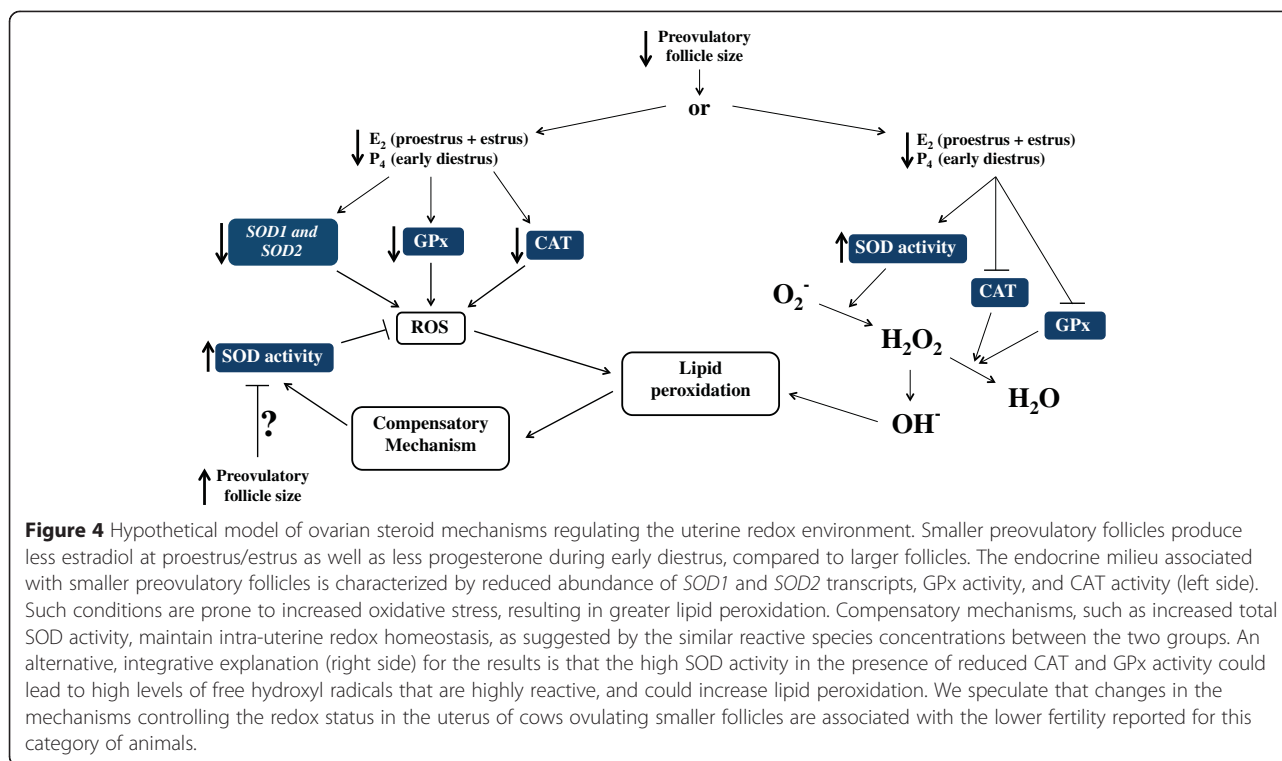 Preovulatory
follicle size
or
E₂ (proestrus + estrus)
P₄ (early diestrus)
E₂ (proestrus + estrus)
P₄ (early diestrus)
SOD1 and
SOD2
GPx
CAT
SOD activity
CAT
GPx
O₂⁻
H₂O₂
H₂O
OH⁻
ROS
SOD activity
Lipid
peroxidation
?
Compensatory
Mechanism
Preovulatory
follicle size
Figure 4 Hypothetical model of ovarian steroid mechanisms regulating the uterine redox environment. Smaller preovulatory follicles produce
less estradiol at proestrus/estrus as well as less progesterone during early diestrus, compared to larger follicles. The endocrine milieu associated
with smaller preovulatory follicles is characterized by reduced abundance of SOD1 and SOD2 transcripts, GPx activity, and CAT activity (left side).
Such conditions are prone to increased oxidative stress, resulting in greater lipid peroxidation. Compensatory mechanisms, such as increased total
SOD activity, maintain intra-uterine redox homeostasis, as suggested by the similar reactive species concentrations between the two groups. An
alternative, integrative explanation (right side) for the results is that the high SOD activity in the presence of reduced CAT and GPx activity could
lead to high levels of free hydroxyl radicals that are highly reactive, and could increase lipid peroxidation. We speculate that changes in the
mechanisms controlling the redox status in the uterus of cows ovulating smaller follicles are associated with the lower fertility reported for this
category of animals.